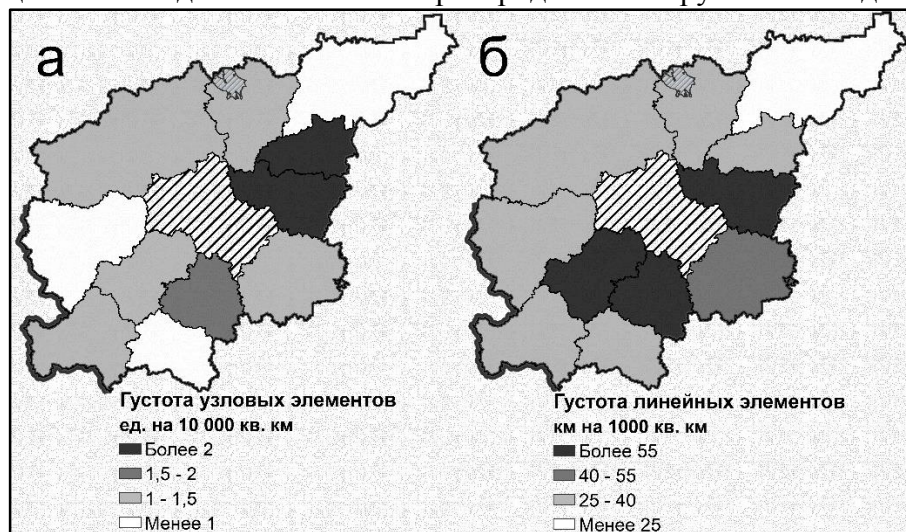 а
б
Густота узловых элементов
ед. на 10 000 кв. км
Более 2
1,5 - 2
1 - 1,5
Менее 1
Густота линейных элементов
км на 1000 кв. км
Более 55
40 - 55
25 - 40
Менее 25